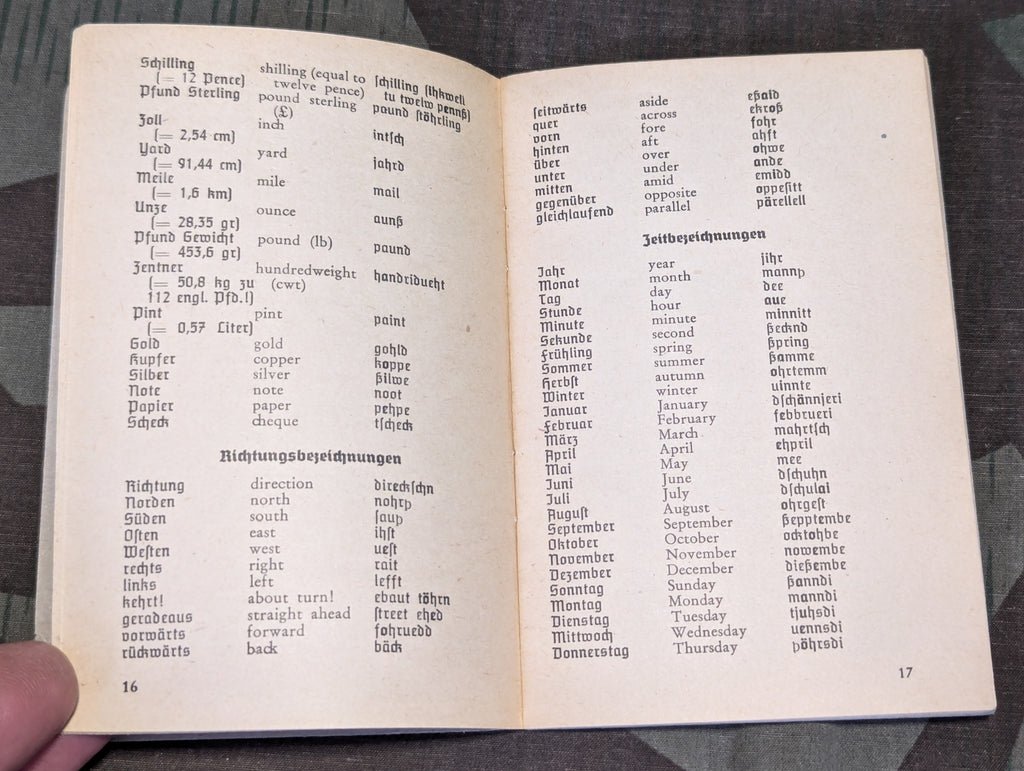 Schilling shilling (equal to ſchilling (ihkwell
(= 12 Pence) twelve pence) tu twelw pennß)
Pfund Sterling pound sterling paund ſtöhrling
(£)
Zoll inch intſch
(= 2,54 cm)
Yard yard jahrd
(= 91,44 cm)
Meile mile mail
(= 1,6 km)
Unze ounce aunß
(= 28,35 gr)
Pfund Gewicht pound (lb) paund
(= 453,6 gr)
Zentner hundredweight handridueht
(= 50,8 kg zu (cwt)
112 engl. Pfd.!)
Pint pint paint
(= 0,57 Liter)
Gold gold gohld
Kupfer copper koppe
Silber silver ßilwe
Note note noot
Papier paper pehpe
Scheck cheque tſcheck
Richtungsbezeichnungen
Richtung direction direckſchn
Norden north nohrþ
Süden south ſauþ
Oſten east ihſt
Weſten west ueſt
rechts right rait
links left lefft
kehrt! about turn! ebaut töhrn
geradeaus straight ahead ſtreet ehed
vorwärts forward fohruedd
rückwärts back bäck
16
ſeitwärts aside eßaid
quer across ekroß
vorn fore fohr
hinten aft ahft
über over ohwe
unter under ande
mitten amid emidd
gegenüber opposite oppeſitt
gleichlaufend parallel pärellell
Zeitbezeichnungen
Jahr year jihr
Monat month mannþ
Tag day dee
Stunde hour aue
Minute minute minnitt
Sekunde second ßecknd
Frühling spring ßpring
Sommer summer ßamme
Herbſt autumn ohrtemm
Winter winter uinnte
Januar January dſchännjeri
Februar February febbrueri
März March mahrtſch
April April ehpril
Mai May mee
Juni June dſchuhn
Juli July dſchulai
Auguſt August ohrgeſt
September September ßepptembe
Oktober October ocktohbe
November November nowembe
Dezember December dießembe
Sonntag Sunday ßanndi
Montag Monday manndi
Dienstag Tuesday tjuhsdi
Mittwoch Wednesday uennsdi
Donnerstag Thursday þöhrsdi
17